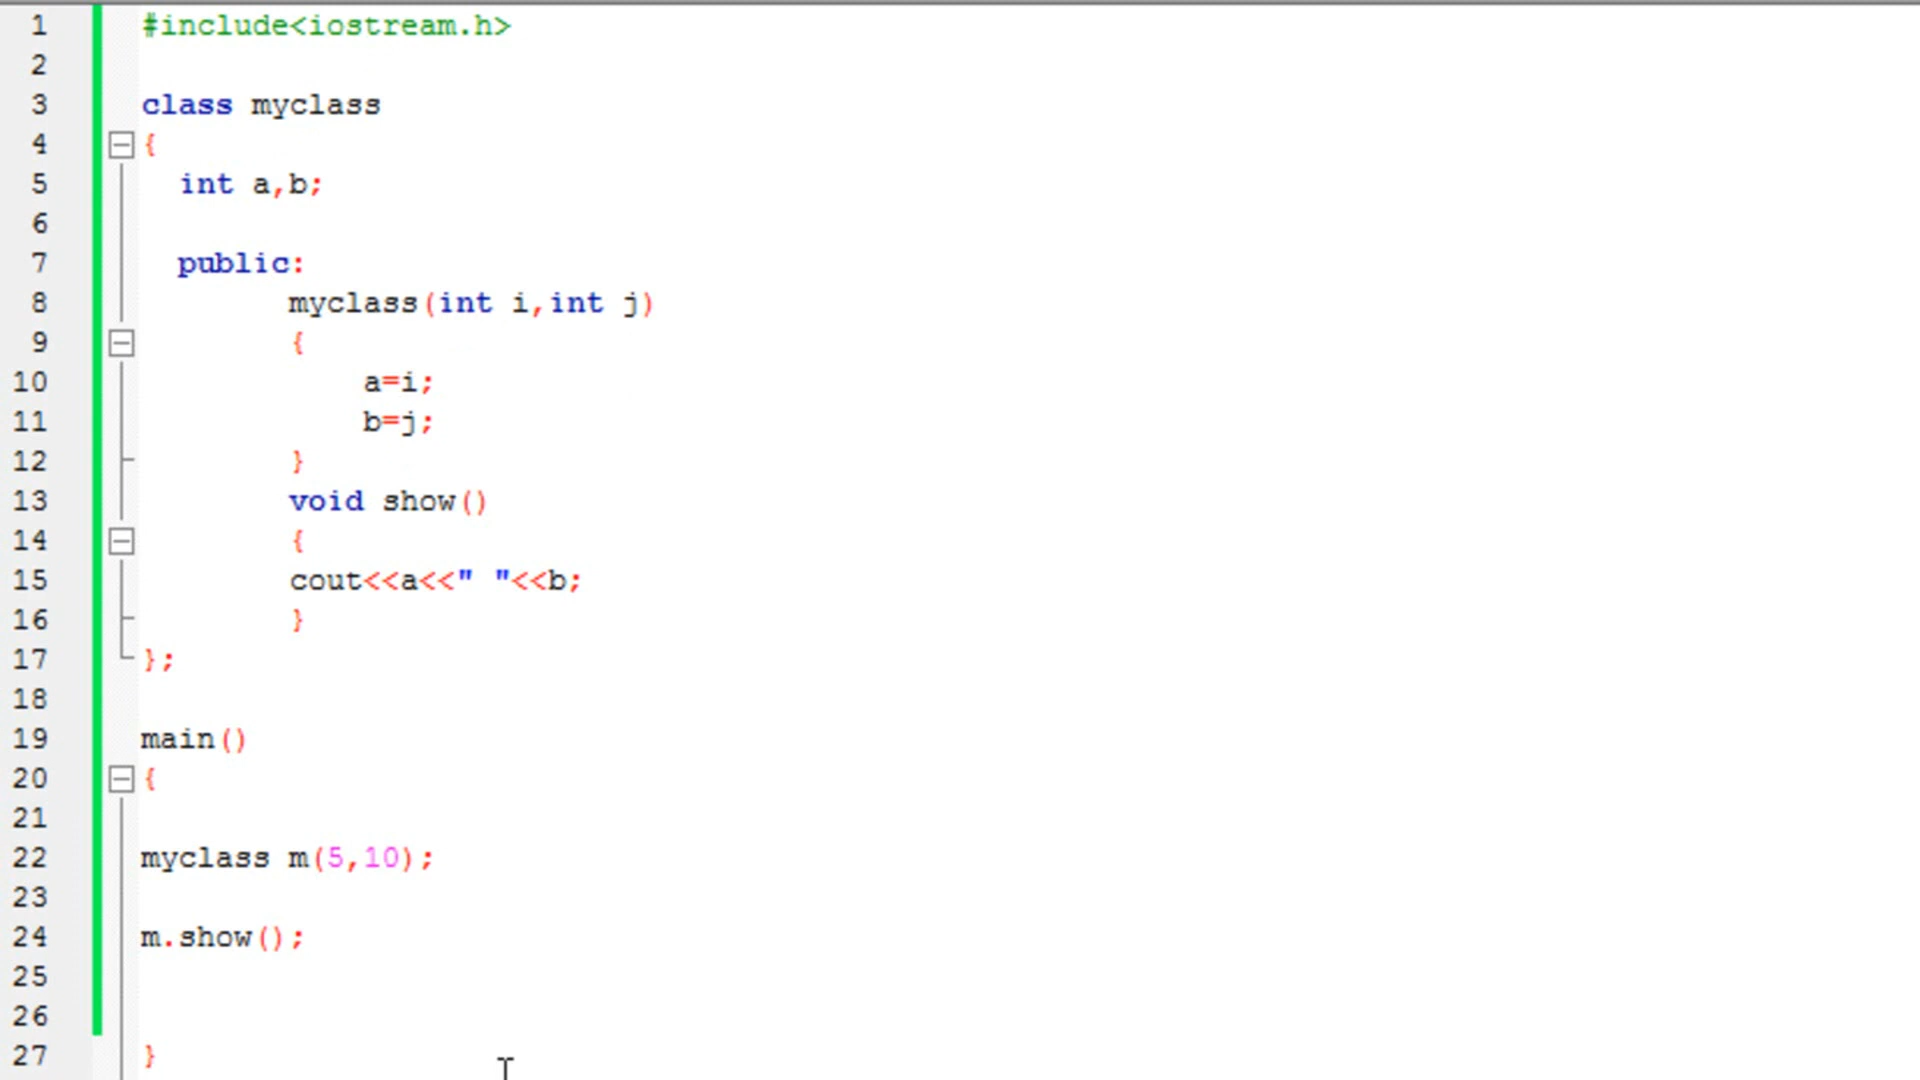 1 #include<iostream.h>
2
3 class myclass
4 {
5 int a,b;
6
7 public:
8 myclass(int i,int j)
9 {
10 a=i;
11 b=j;
12 }
13 void show()
14 {
15 cout<<a<<" "<<b;
16 }
17 };
18
19 main()
20 {
21
22 myclass m(5,10);
23
24 m.show();
25
26
27 }